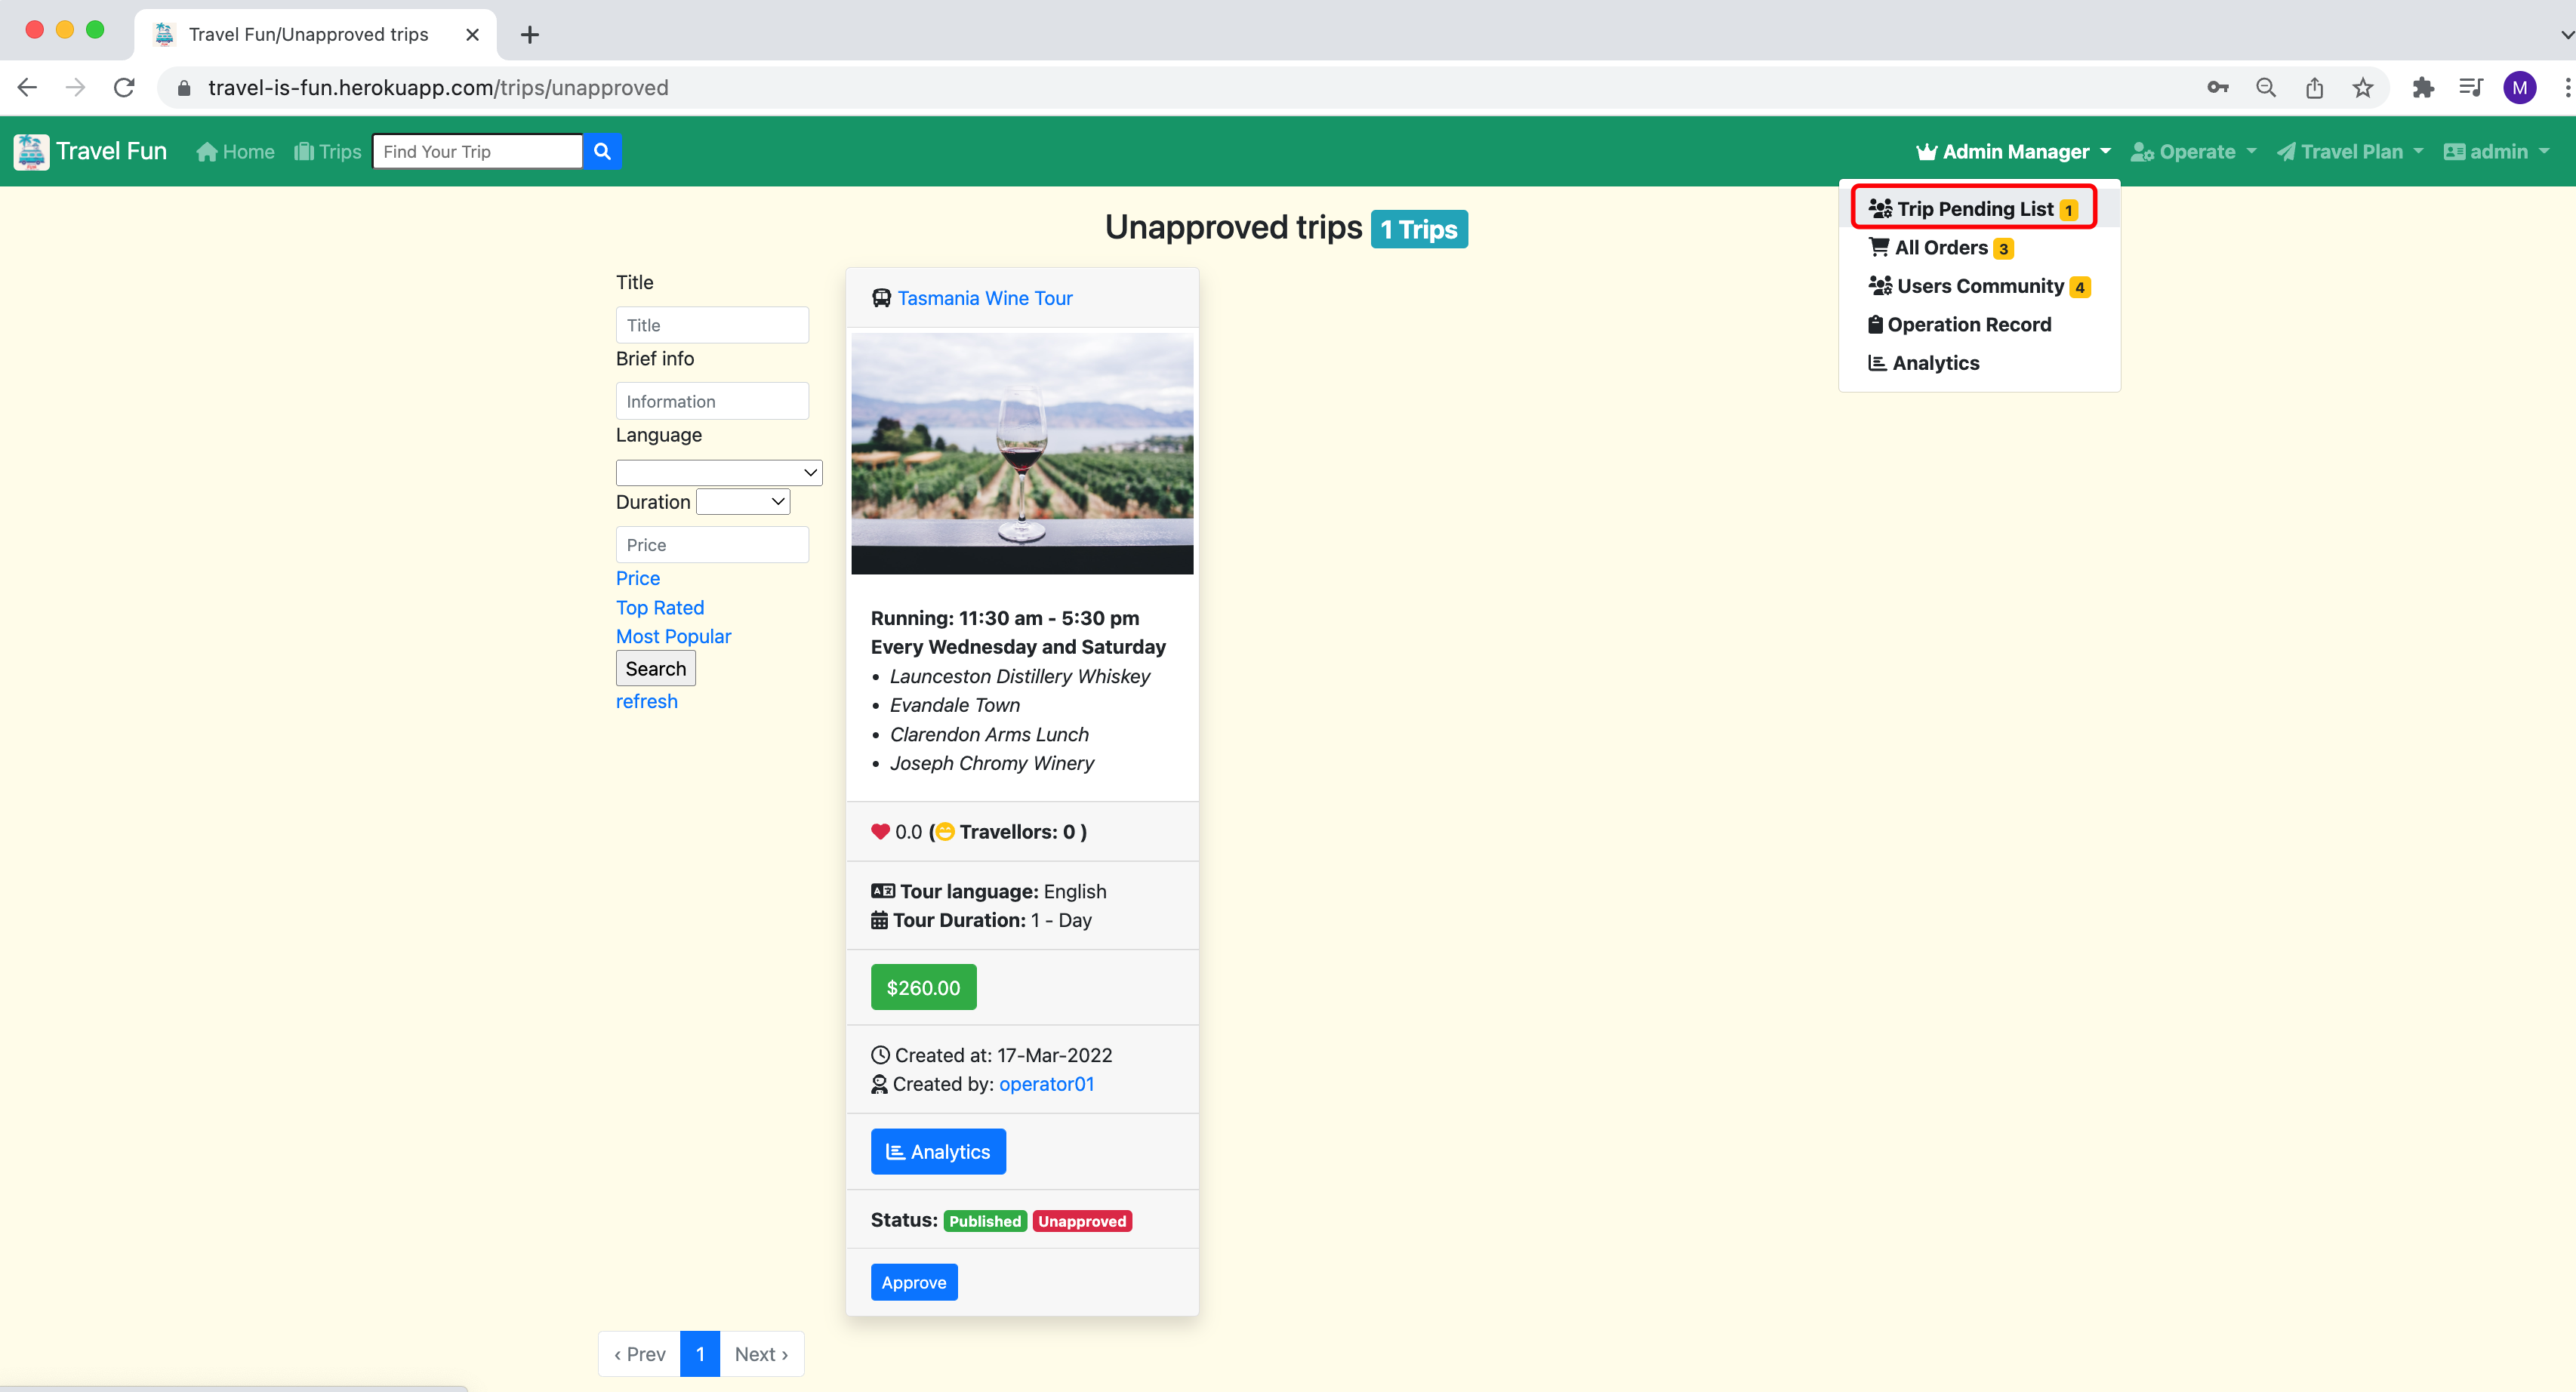 Travel Fun/Unapproved trips
travel-is-fun.herokuapp.com/trips/unapproved
M
Travel Fun
Home
Trips
Find Your Trip
Admin Manager
Operate
Travel Plan
admin
Trip Pending List 1
All Orders 3
Users Community 4
Operation Record
Analytics
Unapproved trips 1 Trips
Title
Title
Brief info
Information
Language
Duration
Price
Price
Top Rated
Most Popular
Search
refresh
Tasmania Wine Tour
Running: 11:30 am - 5:30 pm
Every Wednesday and Saturday
• Launceston Distillery Whiskey
• Evandale Town
• Clarendon Arms Lunch
• Joseph Chromy Winery
0.0 ( Travellors: 0 )
Tour language: English
Tour Duration: 1 - Day
$260.00
Created at: 17-Mar-2022
Created by: operator01
Analytics
Status: Published Unapproved
Approve
‹ Prev 1 Next ›